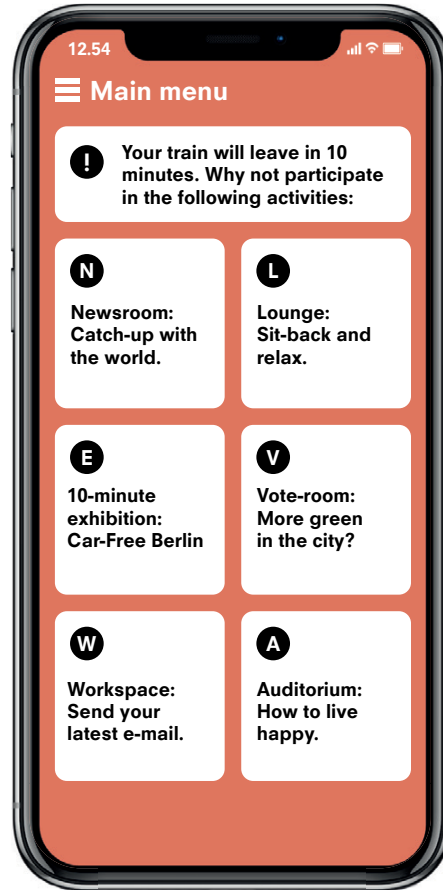 12.54
Main menu
!
Your train will leave in 10
minutes. Why not participate
in the following activities:
N
Newsroom:
Catch-up with
the world.
L
Lounge:
Sit-back and
relax.
E
10-minute
exhibition:
Car-Free Berlin
V
Vote-room:
More green
in the city?
W
Workspace:
Send your
latest e-mail.
A
Auditorium:
How to live
happy.